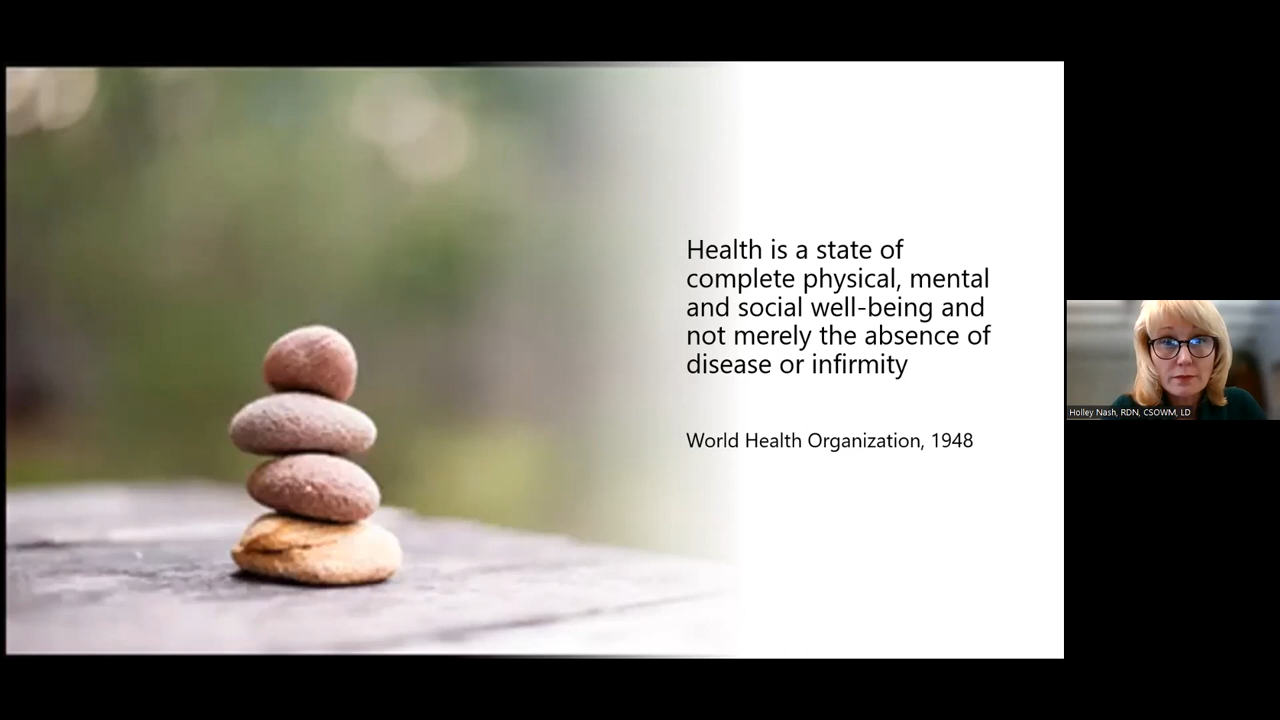 Health is a state of
complete physical, mental
and social well-being and
not merely the absence of
disease or infirmity
World Health Organization, 1948
Holley Nash, RDN, CSOWM, LD